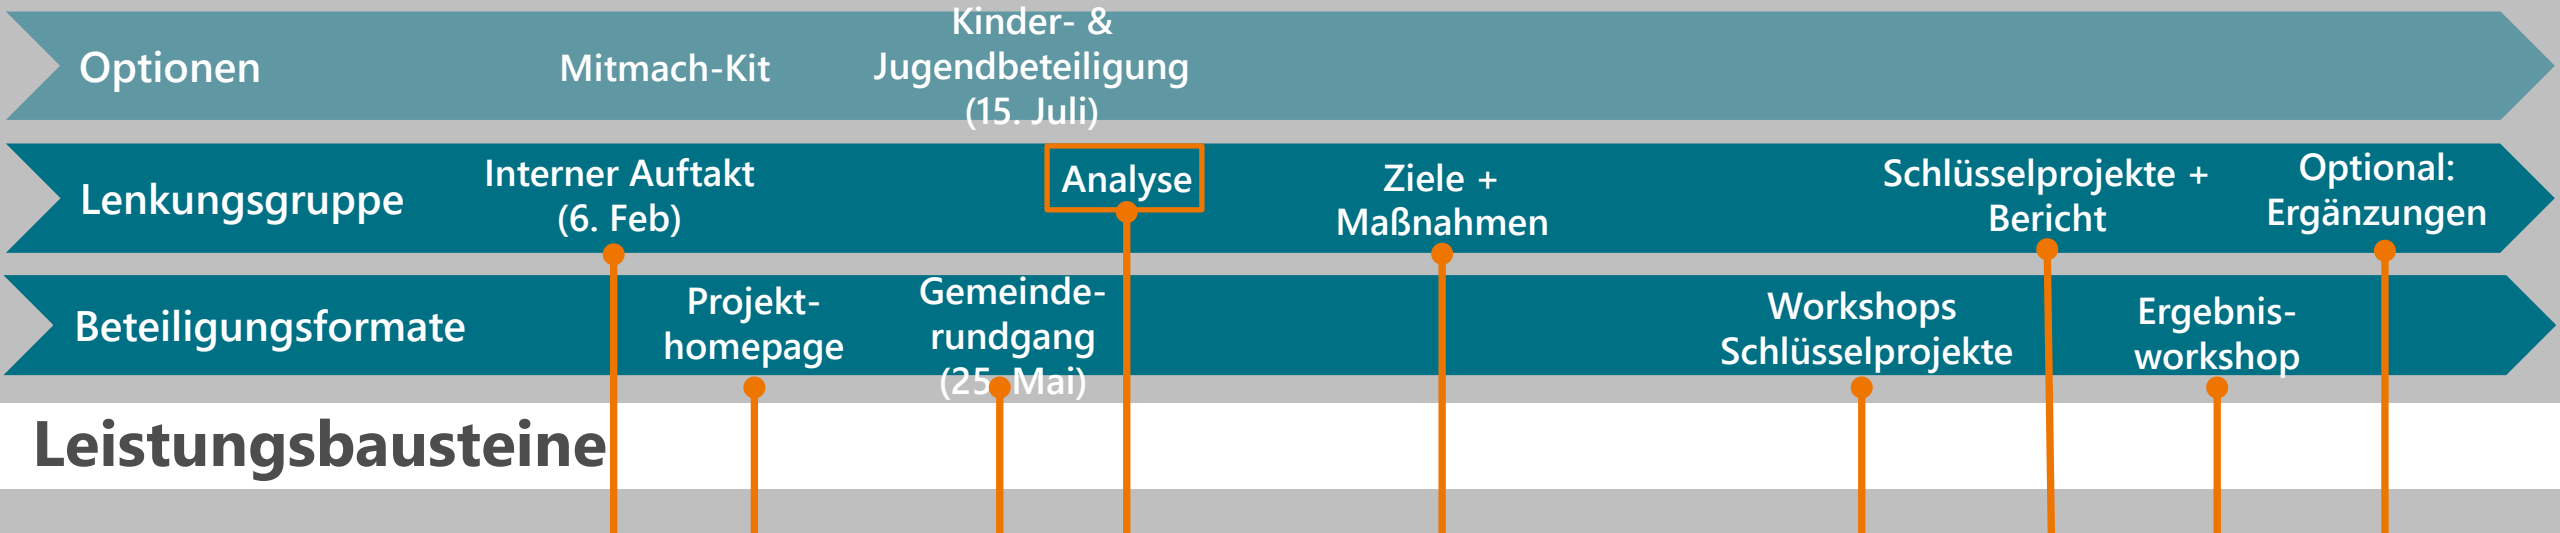 Optionen
Mitmach-Kit
Kinder- &
Jugendbeteiligung
(15. Juli)
Lenkungsgruppe
Interner Auftakt
(6. Feb)
Analyse
Ziele +
Maßnahmen
Schlüsselprojekte +
Bericht
Optional:
Ergänzungen
Beteiligungsformate
Projekt-
homepage
Gemeinde-
rundgang
(25. Mai)
Workshops
Schlüsselprojekte
Ergebnis-
workshop
Leistungsbausteine